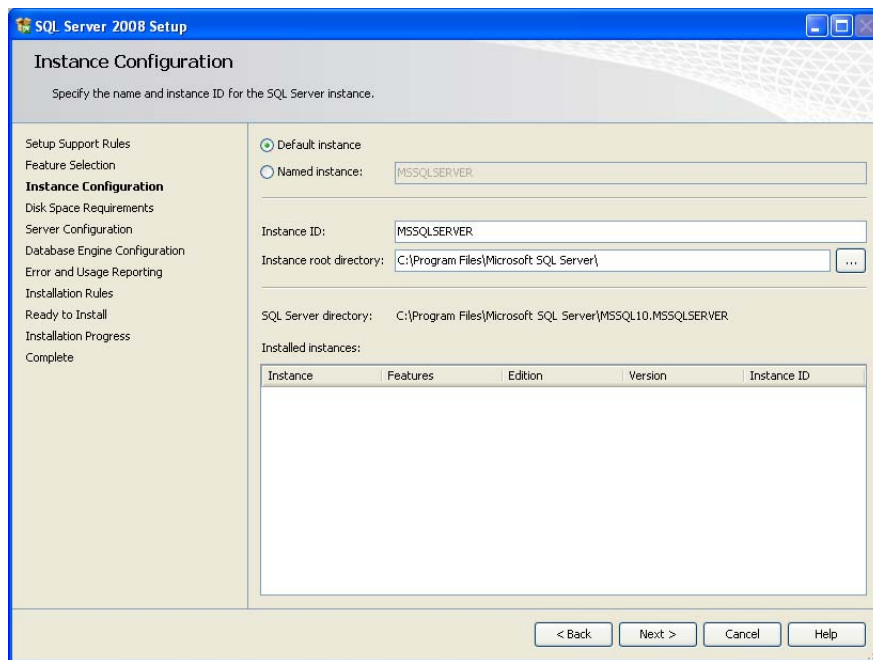 SQL Server 2008 Setup
Instance Configuration
Specify the name and instance ID for the SQL Server instance.
Setup Support Rules
Feature Selection
Instance Configuration
Disk Space Requirements
Server Configuration
Database Engine Configuration
Error and Usage Reporting
Installation Rules
Ready to Install
Installation Progress
Complete
Default instance
Named instance: MSSQLSERVER
Instance ID: MSSQLSERVER
Instance root directory: C:\Program Files\Microsoft SQL Server\ ...
SQL Server directory: C:\Program Files\Microsoft SQL Server\MSSQL10.MSSQLSERVER
Installed instances:
Instance Features Edition Version Instance ID
< Back Next > Cancel Help